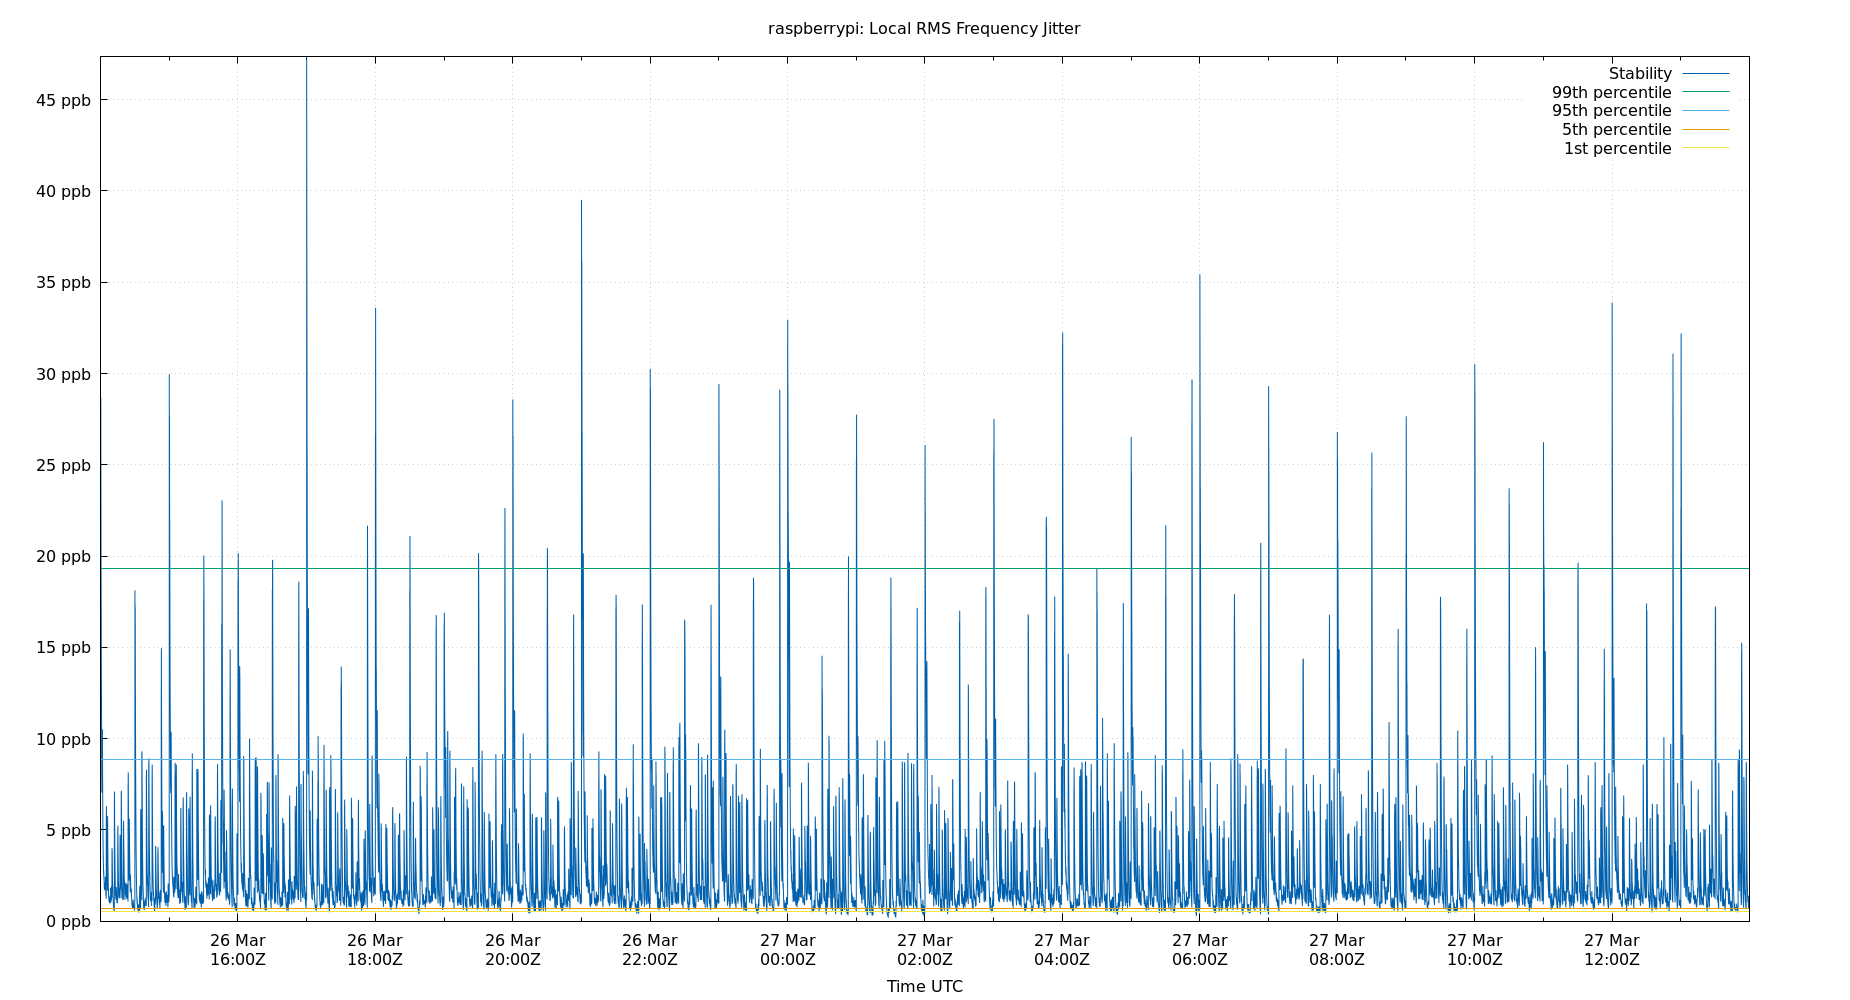 raspberrypi: Local RMS Frequency Jitter
Stability
99th percentile
95th percentile
5th percentile
1st percentile
45 ppb
40 ppb
35 ppb
30 ppb
25 ppb
20 ppb
15 ppb
10 ppb
5 ppb
0 ppb
26 Mar 26 Mar 26 Mar 26 Mar 27 Mar 27 Mar 27 Mar 27 Mar 27 Mar 27 Mar 27 Mar
16:00Z 18:00Z 20:00Z 22:00Z 00:00Z 02:00Z 04:00Z 06:00Z 08:00Z 10:00Z 12:00Z
Time UTC